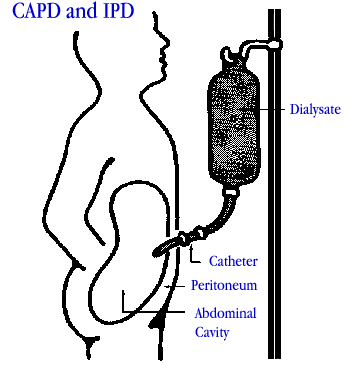 CAPD and IPD
Dialysate
Catheter
Peritoneum
Abdominal
Cavity